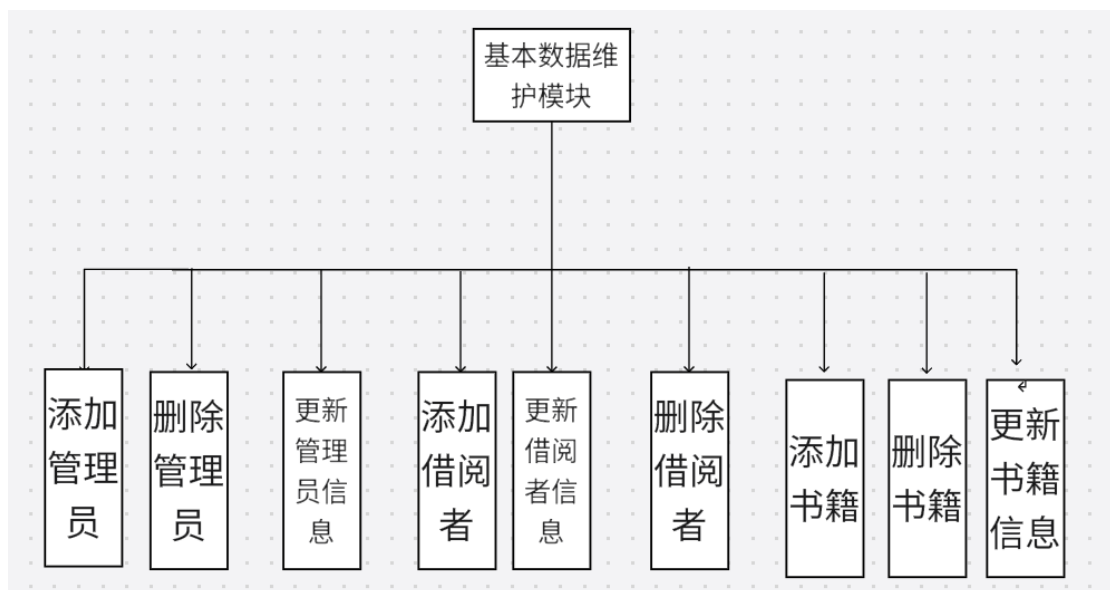 基本数据维
护模块
添加
管理
员
删除
管理
员
更新
管理
员信
息
添加
借阅
者
更新
借阅
者信
息
删除
借阅
者
添加
书籍
删除
书籍
更新
书籍
信息